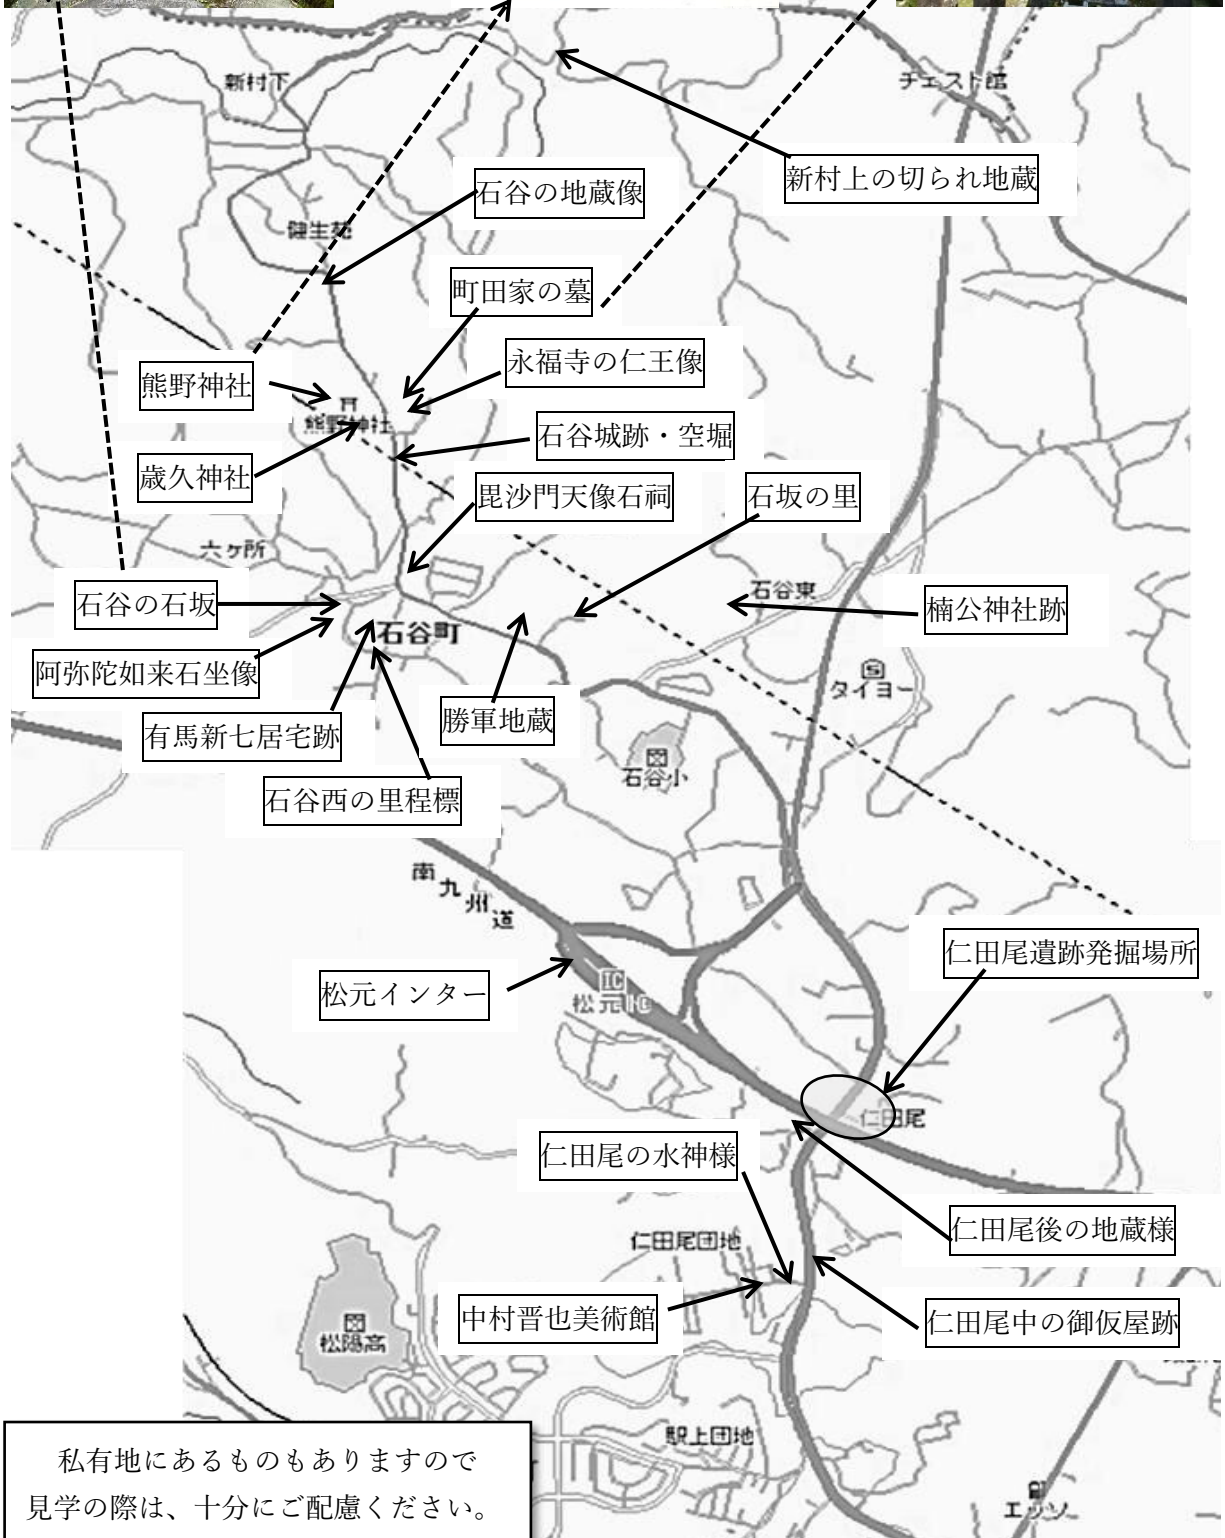 新村下
チェスト館
新村上の切られ地蔵
石谷の地蔵像
健生苑
町田家の墓
永福寺の仁王像
熊野神社
熊野神社
石谷城跡・空堀
歳久神社
毘沙門天像石祠
石坂の里
六ヶ所
石谷の石坂
石谷東
楠公神社跡
石谷町
阿弥陀如来石坐像
タイヨー
有馬新七居宅跡
勝軍地蔵
石谷小
石谷西の里程標
南九州道
仁田尾遺跡発掘場所
松元インター
IC
松元IC
仁田尾
仁田尾の水神様
仁田尾後の地蔵様
仁田尾団地
中村晋也美術館
仁田尾中の御仮屋跡
松陽高
駅上団地
エッソ
私有地にあるものもありますので
見学の際は、十分にご配慮ください。